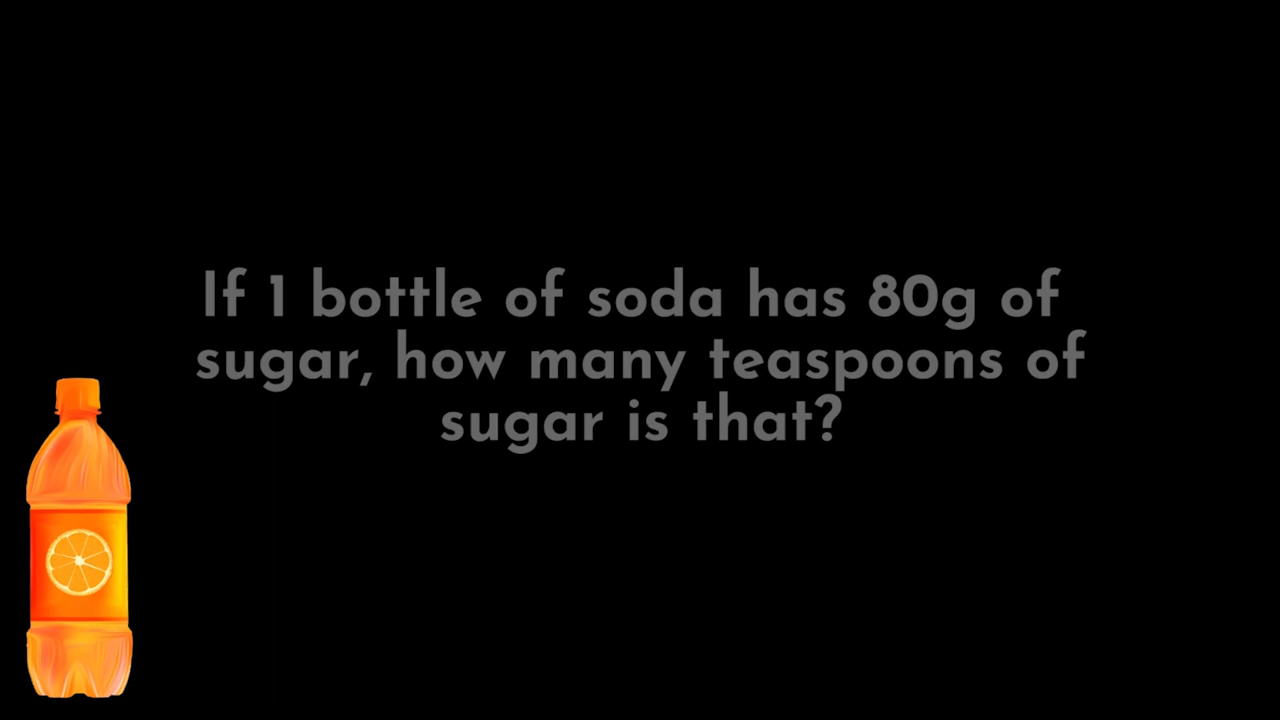 If 1 bottle of soda has 80g of
sugar, how many teaspoons of
sugar is that?